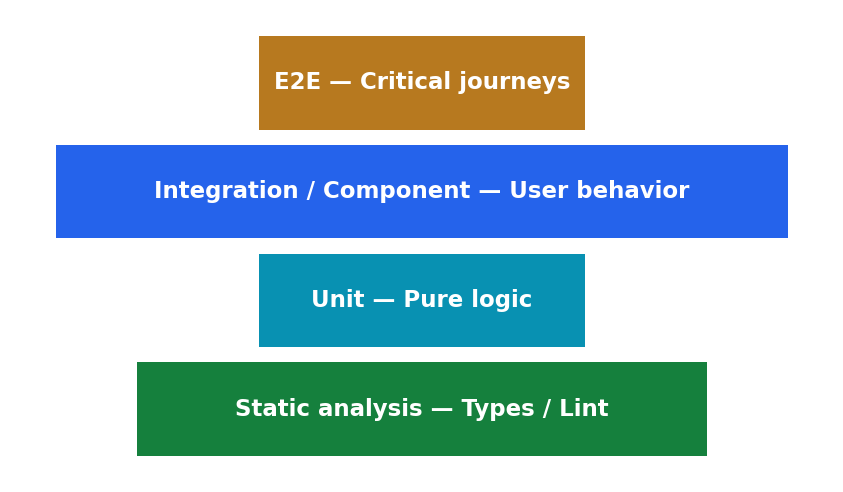 E2E — Critical journeys
Integration / Component — User behavior
Unit — Pure logic
Static analysis — Types / Lint